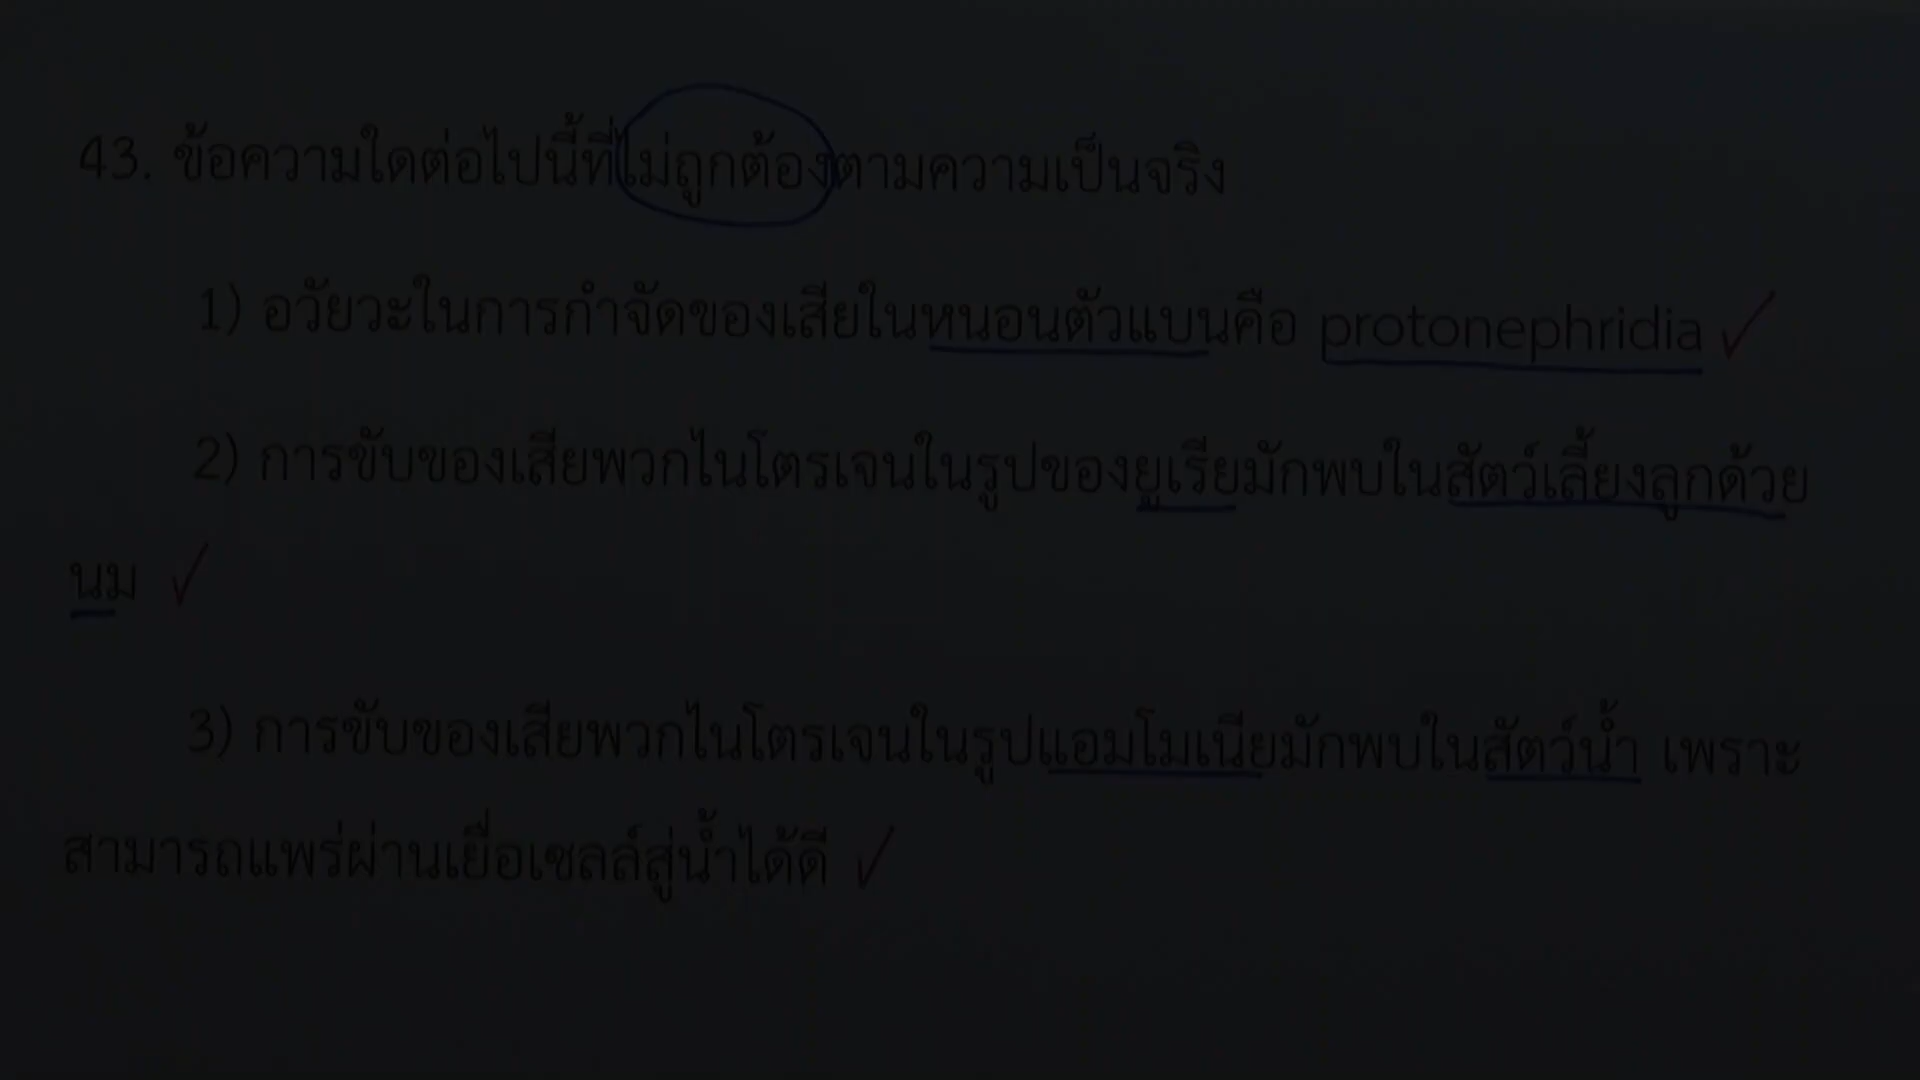 43. ข้อความใดต่อไปนี้ที่ไม่ถูกต้องตามความเป็นจริง
1) อวัยวะในการกำจัดของเสียในหนอนตัวแบนคือ protonephridia
2) การขับของเสียพวกไนโตรเจนในรูปของยูเรียมักพบในสัตว์เลี้ยงลูกด้วย
นม
3) การขับของเสียพวกไนโตรเจนในรูปแอมโมเนียมักพบในสัตว์น้ำ เพราะ
สามารถแพร่ผ่านเยื่อเซลล์สู่น้ำได้ดี